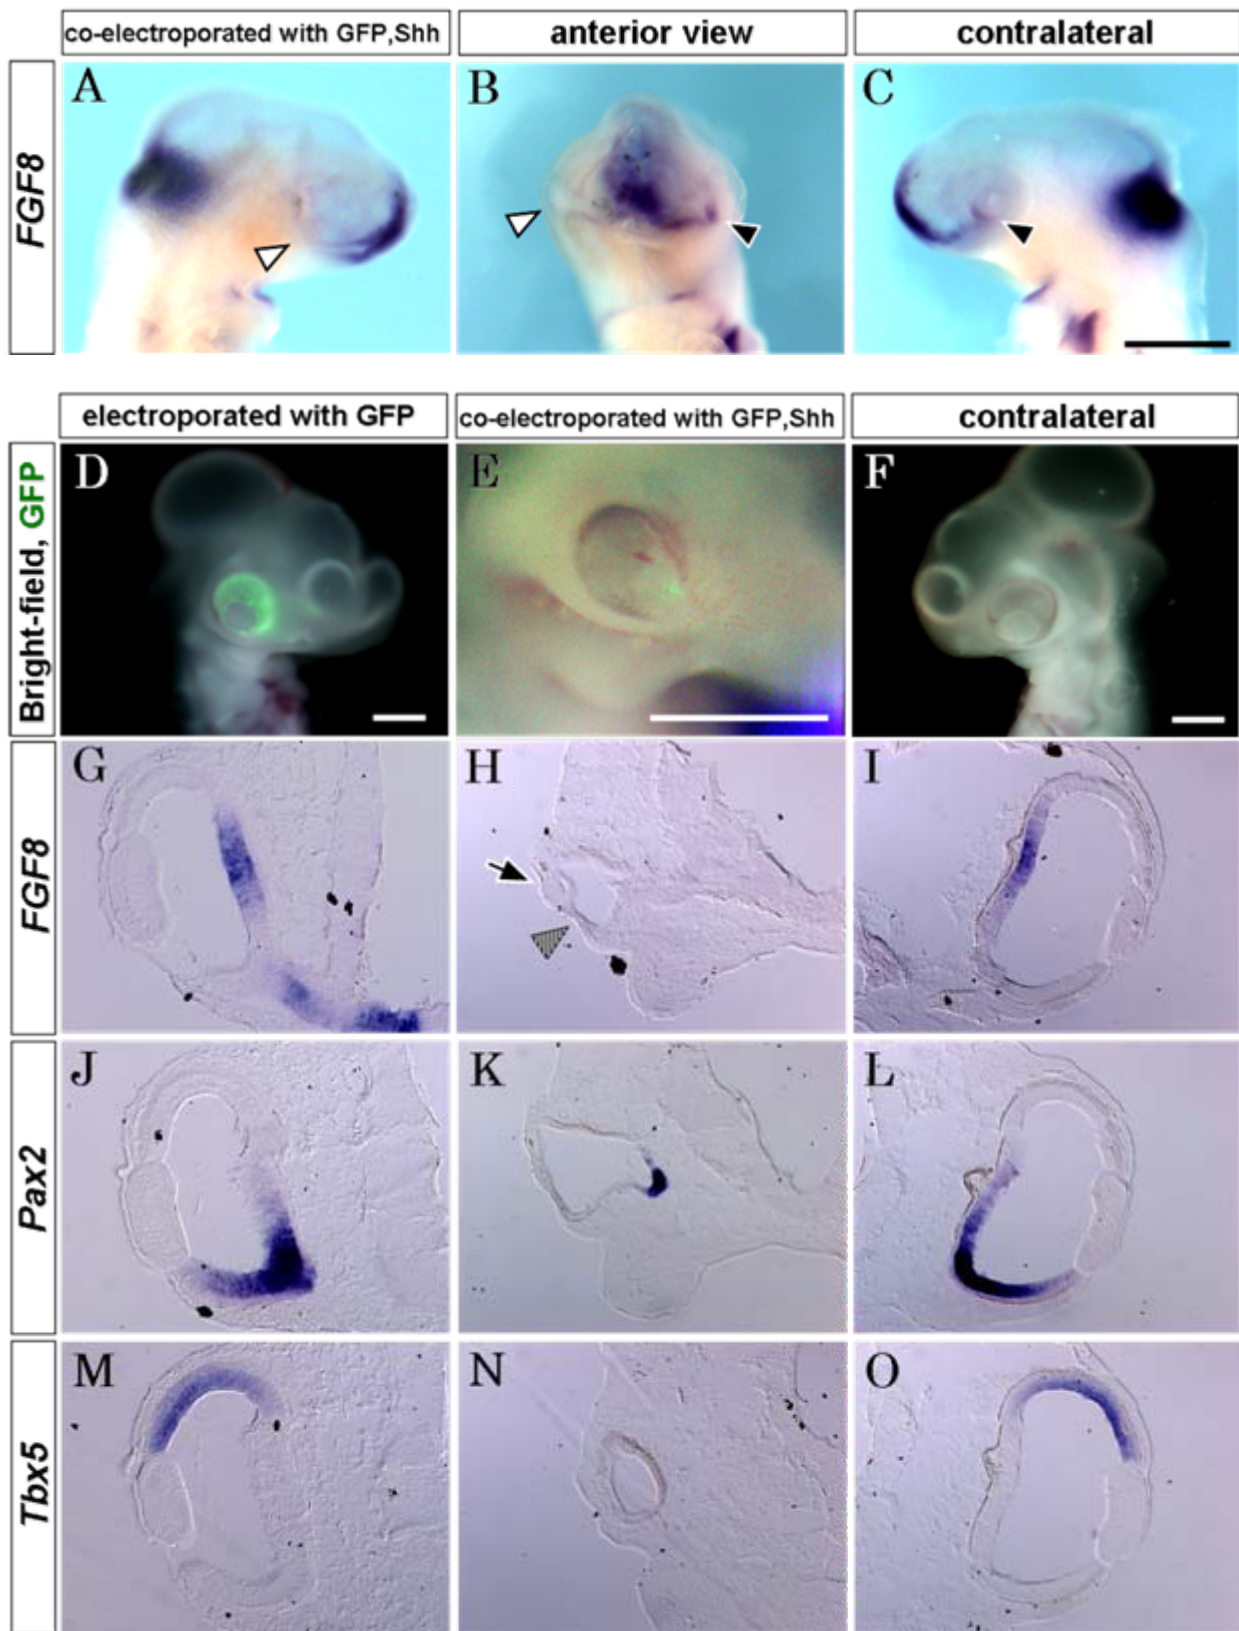 co-electroporated with GFP,Shh
anterior view
contralateral
FGF8
A
B
C
electroporated with GFP
co-electroporated with GFP,Shh
contralateral
Bright-field, GFP
D
E
F
FGF8
G
H
I
Pax2
J
K
L
Tbx5
M
N
O